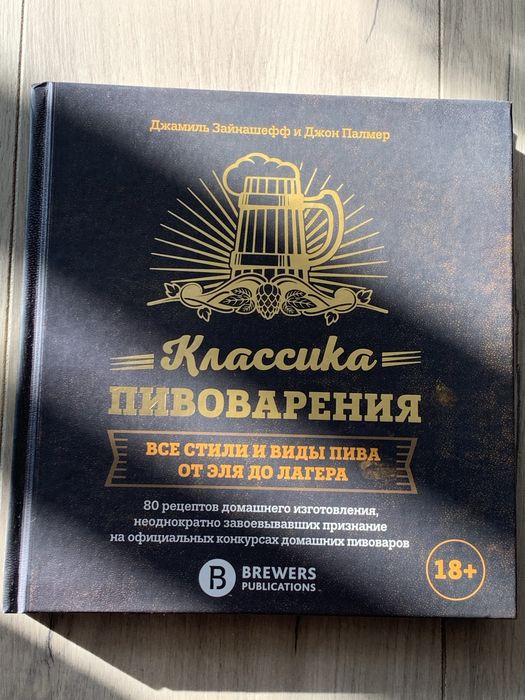 Джамиль Зайнашефф и Джон Палмер
Классика
ПИВОВАРЕНИЯ
ВСЕ СТИЛИ И ВИДЫ ПИВА
ОТ ЭЛЯ ДО ЛАГЕРА
80 рецептов домашнего изготовления,
неоднократно завоевывавших признание
на официальных конкурсах домашних пивоваров
B BREWERS
PUBLICATIONS
18+